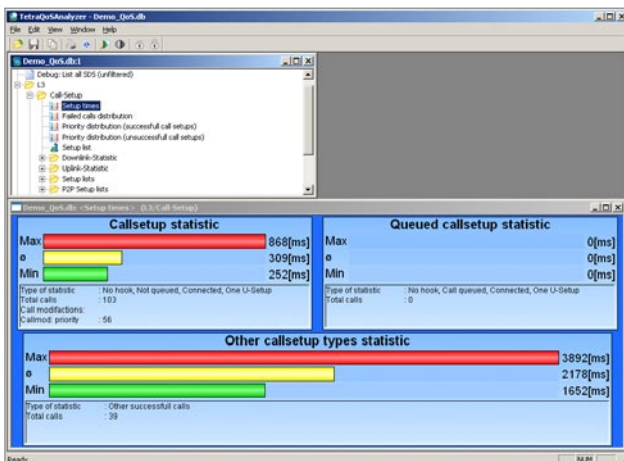 TetraQoSAnalyzer - Demo_QoS.db
File Edit View Window Help
Demo_QoS.db:1
Debug: List all SDS (unfiltered)
L3
Call-Setup
Setup times
Failed calls distribution
Priority distribution (successfull call setups)
Priority distribution (unsuccessfull call setups)
Setup list
Downlink-Statistic
Uplink-Statistic
Setup lists
P2P Setup lists
Demo_QoS.db: <Setup times> (L3/Call-Setup)
Callsetup statistic
Max 868[ms]
ø 309[ms]
Min 252[ms]
Type of statistic : No hook, Not queued, Connected, One U-Setup
Total calls : 103
Call modifactions:
Callmod: priority : 56
Queued callsetup statistic
Max 0[ms]
ø 0[ms]
Min 0[ms]
Type of statistic : No hook, Call queued, Connected, One U-Setup
Total calls : 0
Other callsetup types statistic
Max 3892[ms]
ø 2178[ms]
Min 1652[ms]
Type of statistic : Other successfull calls
Total calls : 39
Ready NUM